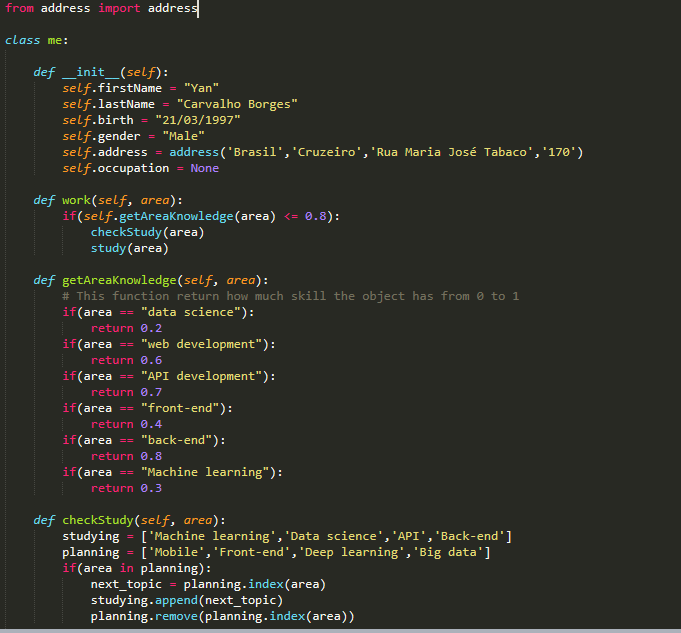 from address import address
class me:
def __init__(self):
self.firstName = "Yan"
self.lastName = "Carvalho Borges"
self.birth = "21/03/1997"
self.gender = "Male"
self.address = address('Brasil','Cruzeiro','Rua Maria José Tabaco','170')
self.occupation = None
def work(self, area):
if(self.getAreaKnowledge(area) <= 0.8):
checkStudy(area)
study(area)
def getAreaKnowledge(self, area):
# This function return how much skill the object has from 0 to 1
if(area == "data science"):
return 0.2
if(area == "web development"):
return 0.6
if(area == "API development"):
return 0.7
if(area == "front-end"):
return 0.4
if(area == "back-end"):
return 0.8
if(area == "Machine learning"):
return 0.3
def checkStudy(self, area):
studying = ['Machine learning','Data science','API','Back-end']
planning = ['Mobile','Front-end','Deep learning','Big data']
if(area in planning):
next_topic = planning.index(area)
studying.append(next_topic)
planning.remove(planning.index(area))